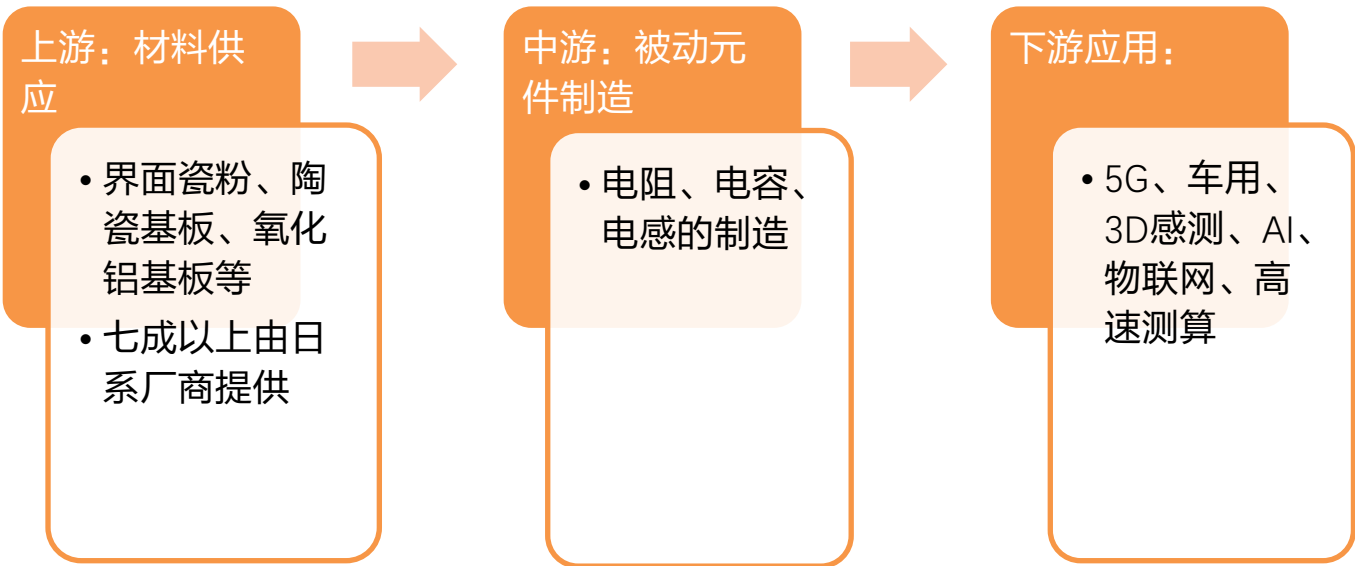 上游：材料供
应
• 界面瓷粉、陶
瓷基板、氧化
铝基板等
• 七成以上由日
系厂商提供
中游：被动元
件制造
• 电阻、电容、
电感的制造
下游应用：
• 5G、车用、
3D感测、AI、
物联网、高
速测算